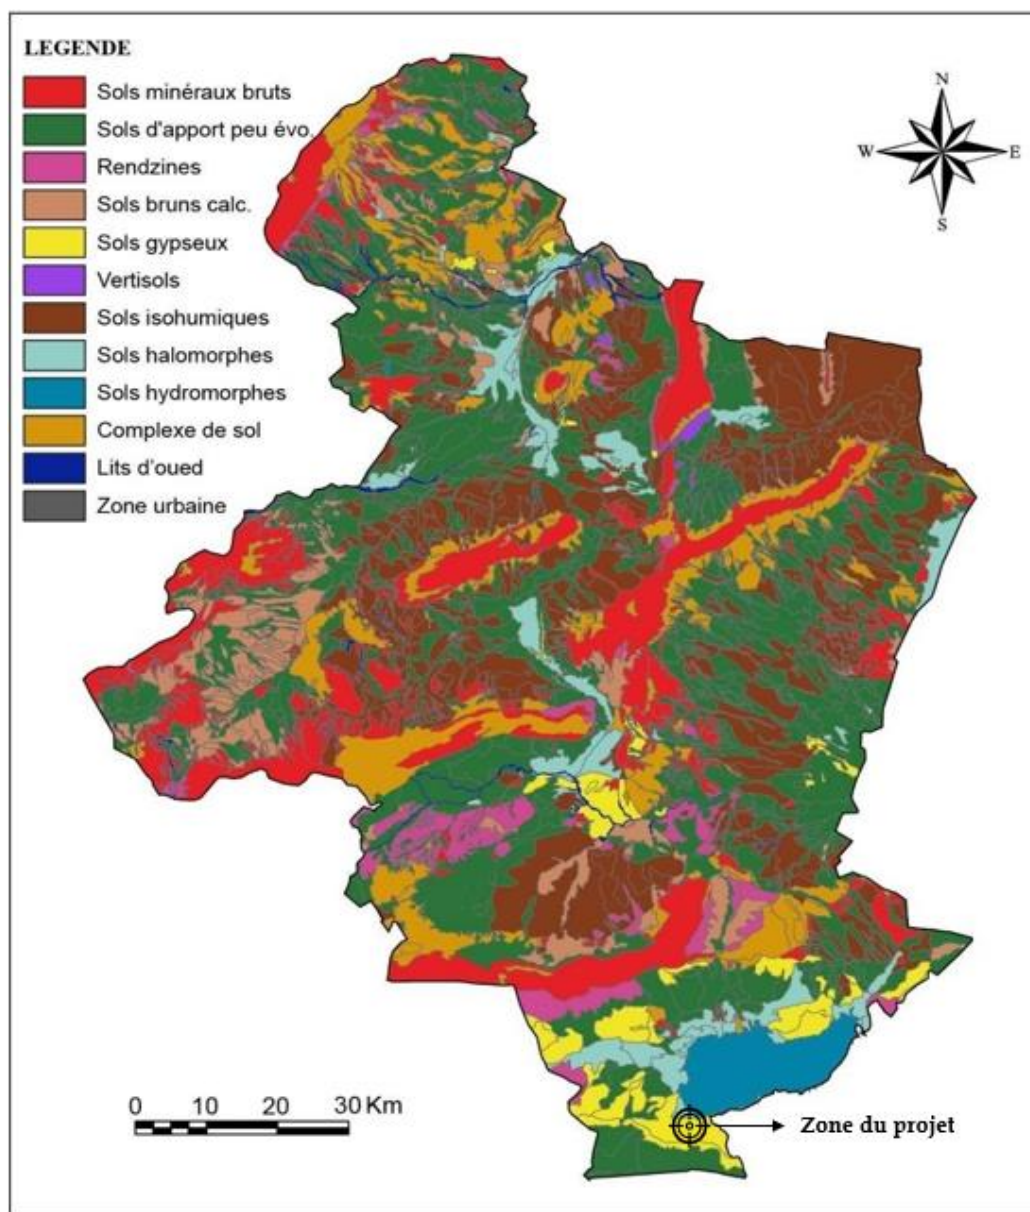 LEGENDE
Sols minéraux bruts
Sols d'apport peu évo.
Rendzines
Sols bruns calc.
Sols gypseux
Vertisols
Sols isohumiques
Sols halomorphes
Sols hydromorphes
Complexe de sol
Lits d'oued
Zone urbaine
N
W E
S
0 10 20 30 Km
Zone du projet